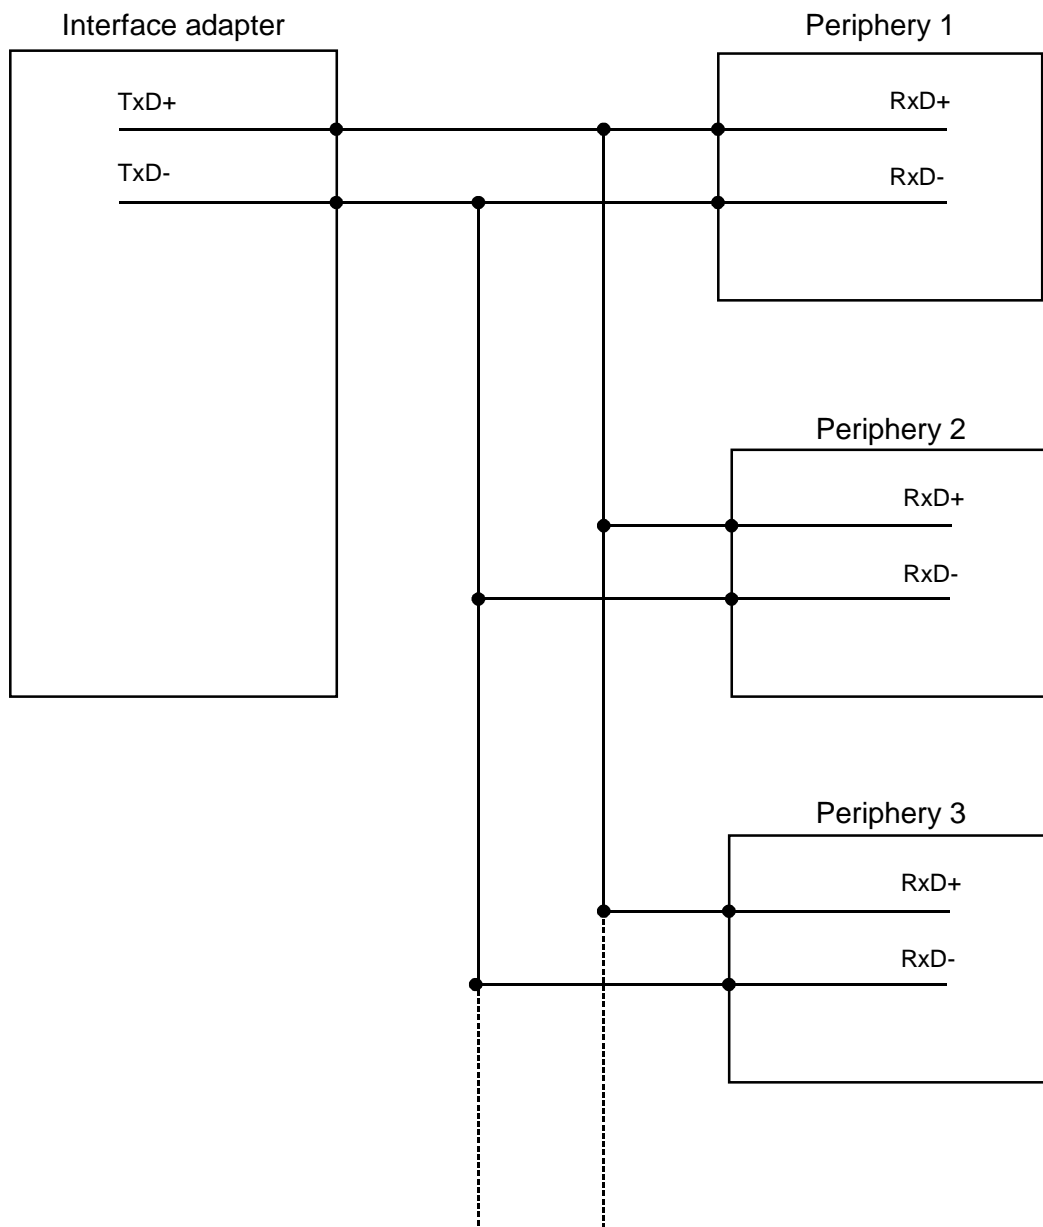 Interface adapter
Periphery 1
TxD+
RxD+
TxD-
RxD-
Periphery 2
RxD+
RxD-
Periphery 3
RxD+
RxD-